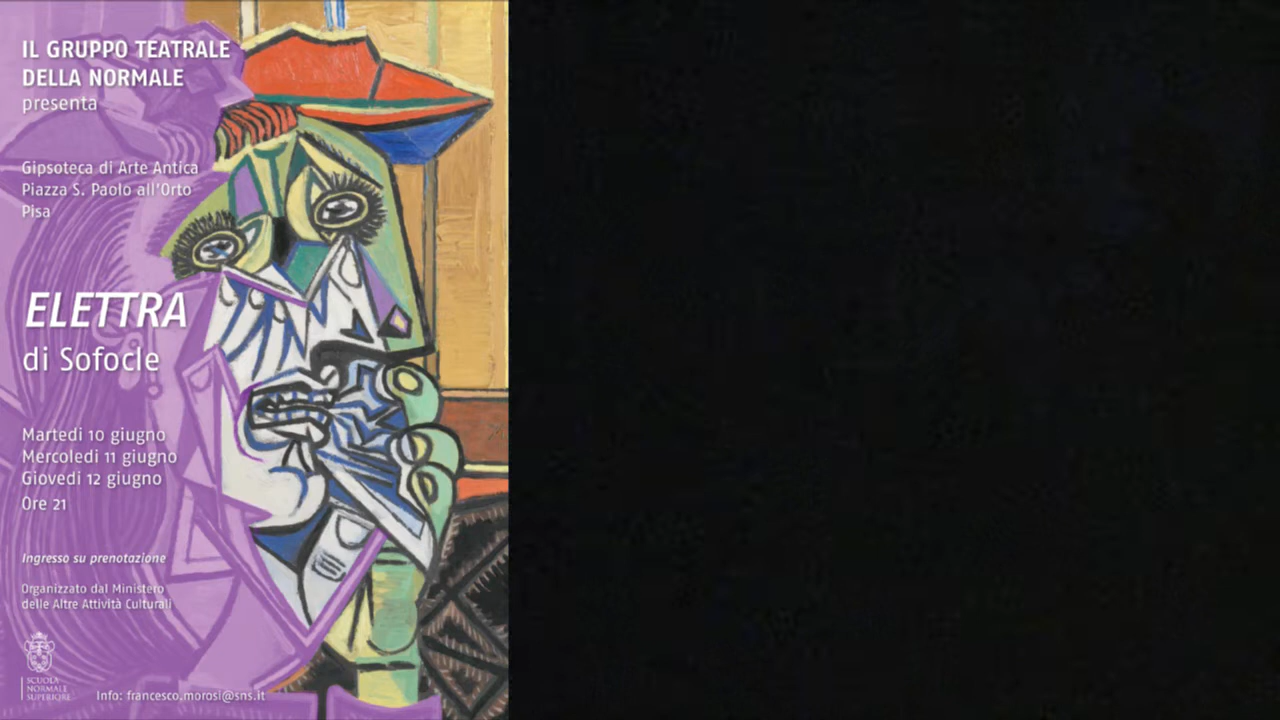 IL GRUPPO TEATRALE
DELLA NORMALE
presenta
Gipsoteca di Arte Antica
Piazza S. Paolo all'Orto
Pisa
ELETTRA
di Sofocle
Martedì 10 giugno
Mercoledì 11 giugno
Giovedì 12 giugno
Ore 21
Ingresso su prenotazione
Organizzato dal Ministero
delle Altre Attività Culturali
SCUOLA
NORMALE
SUPERIORE
Info: francesco.morosi@sns.it